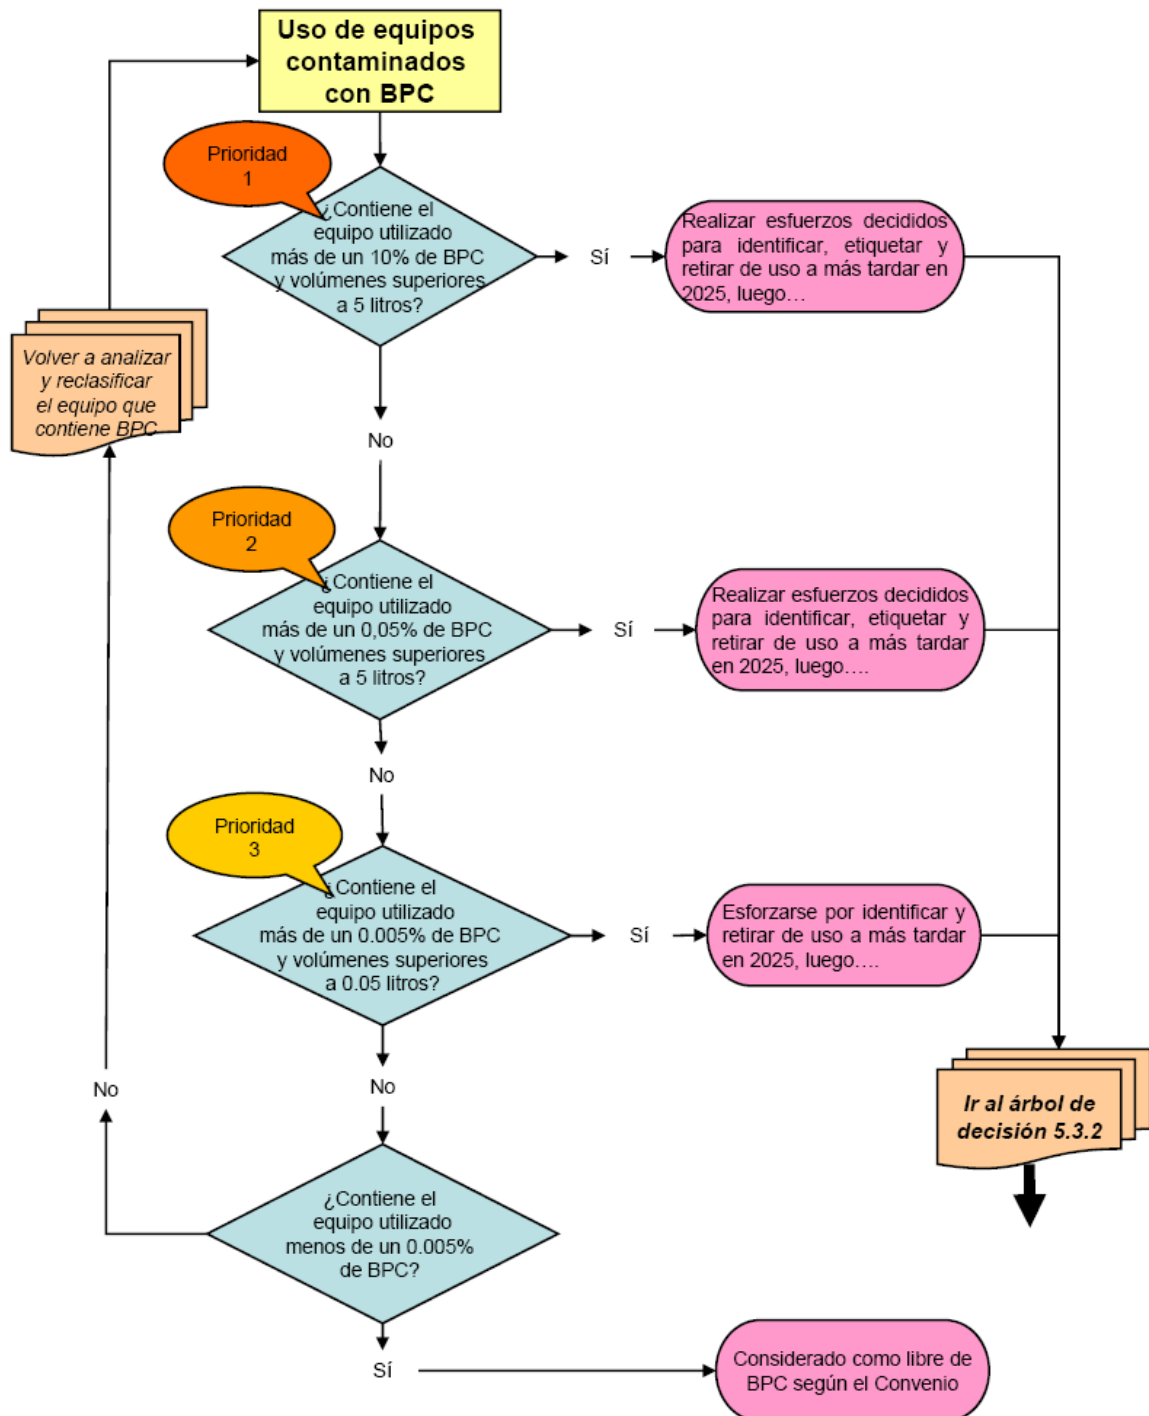 Uso de equipos
contaminados
con BPC
Prioridad
1
¿Contiene el
equipo utilizado
más de un 10% de BPC
y volúmenes superiores
a 5 litros?
Sí
Realizar esfuerzos decididos
para identificar, etiquetar y
retirar de uso a más tardar en
2025, luego…
Volver a analizar
y reclasificar
el equipo que
contiene BPC
No
Prioridad
2
¿Contiene el
equipo utilizado
más de un 0,05% de BPC
y volúmenes superiores
a 5 litros?
Sí
Realizar esfuerzos decididos
para identificar, etiquetar y
retirar de uso a más tardar
en 2025, luego….
No
Prioridad
3
¿Contiene el
equipo utilizado
más de un 0.005% de BPC
y volúmenes superiores
a 0.05 litros?
Sí
Esforzarse por identificar y
retirar de uso a más tardar
en 2025, luego….
No
No
Ir al árbol de
decisión 5.3.2
¿Contiene el
equipo utilizado
menos de un 0.005%
de BPC?
Sí
Considerado como libre de
BPC según el Convenio